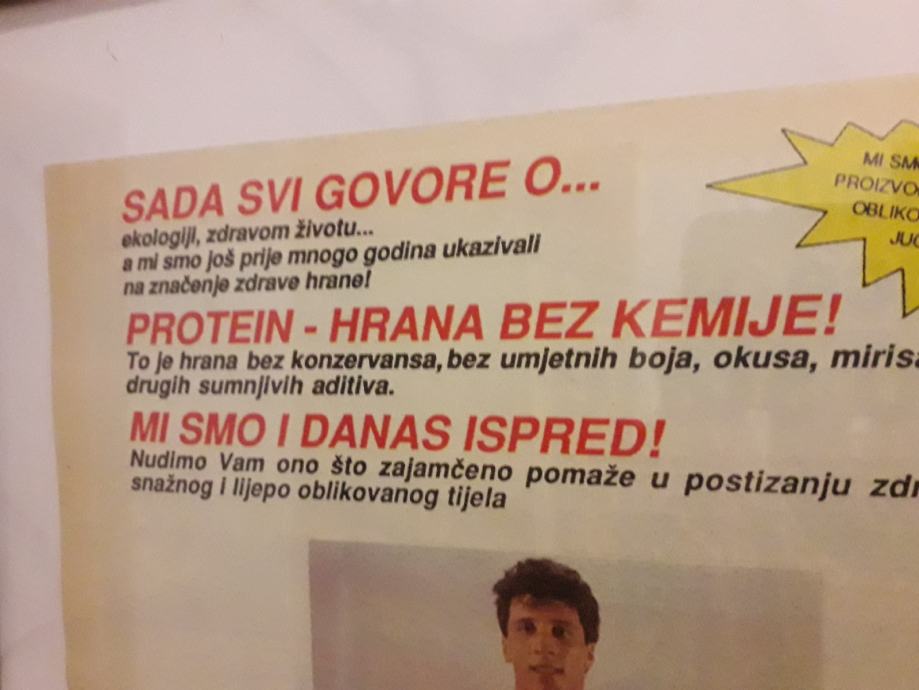 SADA SVI GOVORE O...
ekologiji, zdravom životu...
a mi smo još prije mnogo godina ukazivali
na značenje zdrave hrane!
PROTEIN - HRANA BEZ KEMIJE!
To je hrana bez konzervansa, bez umjetnih boja, okusa, mirisa
drugih sumnjivih aditiva.
MI SMO I DANAS ISPRED!
Nudimo Vam ono što zajamčeno pomaže u postizanju
snažnog i lijepo oblikovanog tijela
MI SM
PROIZVO
OBLIKO